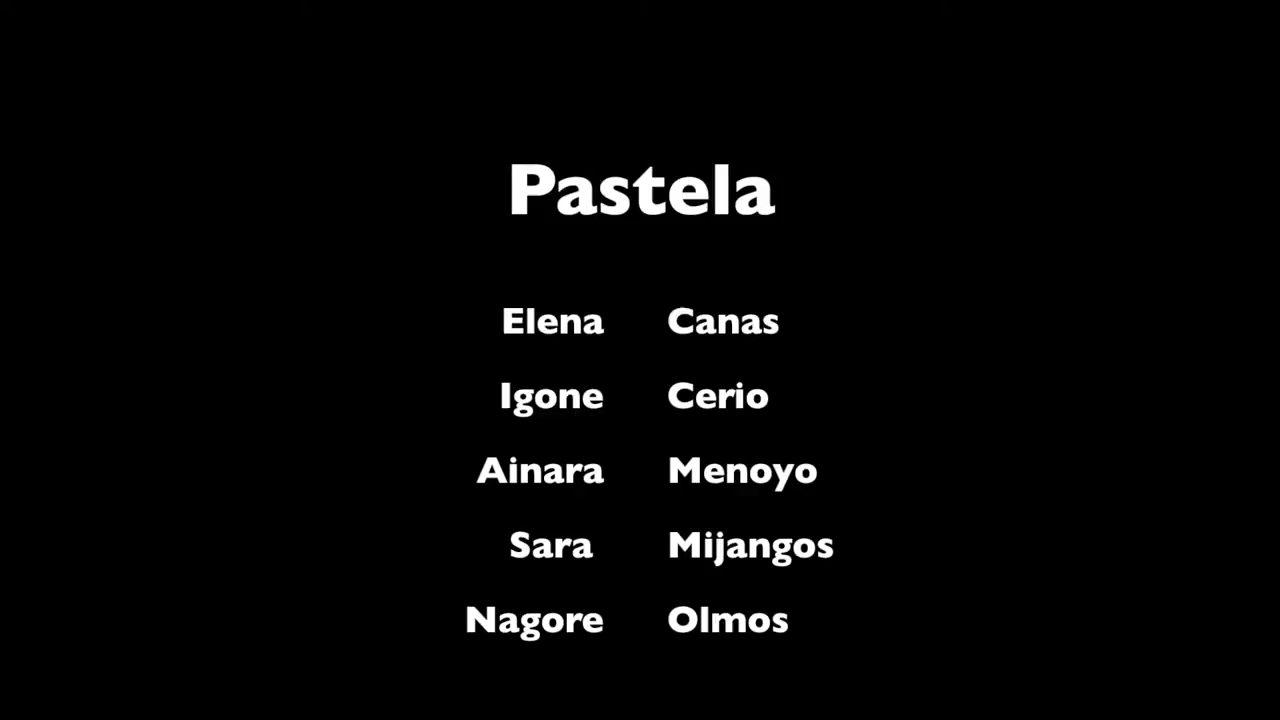 Pastela
Elena Canas
Igone Cerio
Ainara Menoyo
Sara Mijangos
Nagore Olmos